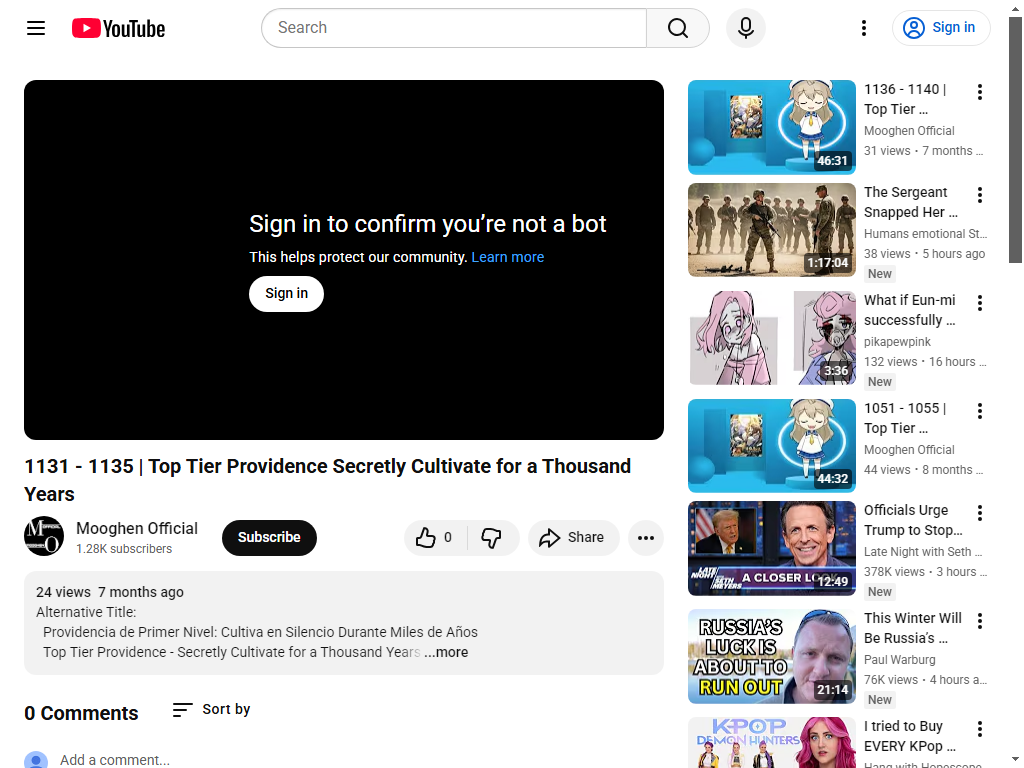 YouTube
Search
Sign in
Sign in to confirm you’re not a bot
This helps protect our community. Learn more
Sign in
1131 - 1135 | Top Tier Providence Secretly Cultivate for a Thousand
Years
Mooghen Official
1.28K subscribers
Subscribe
0
Share
24 views 7 months ago
Alternative Title:
Providencia de Primer Nivel: Cultiva en Silencio Durante Miles de Años
Top Tier Providence - Secretly Cultivate for a Thousand Years ...more
0 Comments
Sort by
Add a comment...
46:31
1136 - 1140 |
Top Tier ...
Mooghen Official
31 views • 7 months ...
1:17:04
The Sergeant
Snapped Her ...
Humans emotional St...
38 views • 5 hours ago
New
3:36
What if Eun-mi
successfully ...
pikapewpink
132 views • 16 hours ...
New
44:32
1051 - 1055 |
Top Tier ...
Mooghen Official
44 views • 8 months ...
LATE NIGHT WITH SETH MEYERS
A CLOSER LOOK
12:49
Officials Urge
Trump to Stop...
Late Night with Seth ...
378K views • 3 hours ...
New
RUSSIA'S
LUCK IS
ABOUT TO
RUN OUT
21:14
This Winter Will
Be Russia’s ...
Paul Warburg
76K views • 4 hours a...
New
K-POP
DEMON HUNTERS
I tried to Buy
EVERY KPop ...
Hang with Honeyscope